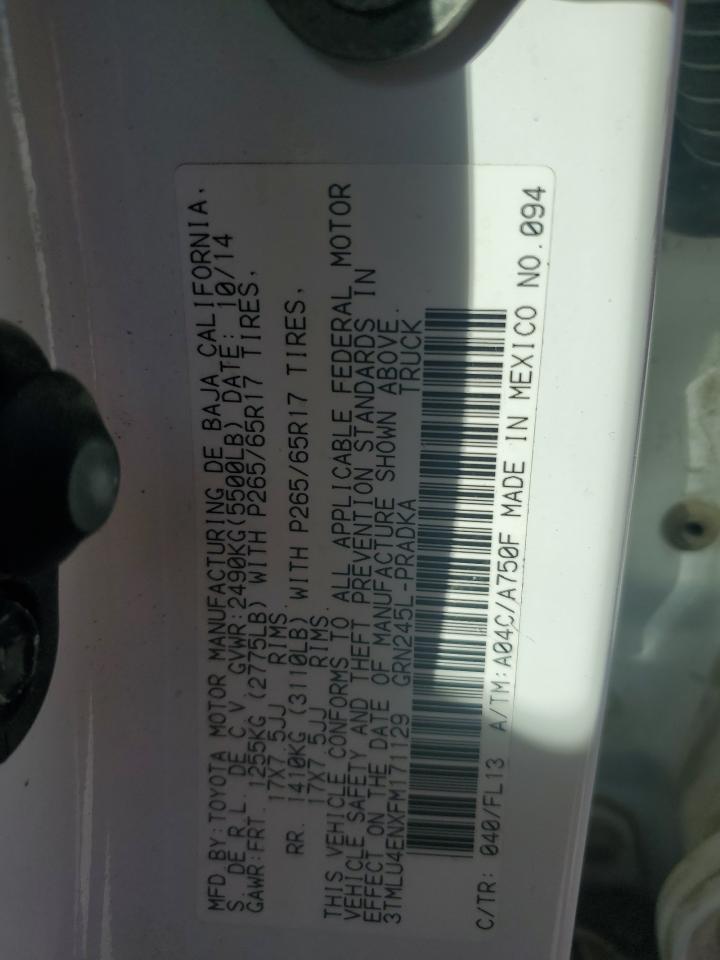 MFD BY:TOYOTA MOTOR MANUFACTURING DE BAJA CALIFORNIA,
S. DE R.L. DE C.V. GVWR:2490KG(5500LB) DATE: 10/14
GAWR:FRT. 1255KG (2775LB) WITH P265/65R17 TIRES,
17X7.5JJ RIMS
RR. 1410KG (3110LB) WITH P265/65R17 TIRES,
17X7.5JJ RIMS.
THIS VEHICLE CONFORMS TO ALL APPLICABLE FEDERAL MOTOR
VEHICLE SAFETY AND THEFT PREVENTION STANDARDS IN
EFFECT ON THE DATE OF MANUFACTURE SHOWN ABOVE.
3TMLU4ENXFM171129 GRN245L-PRADKA TRUCK
C/TR: 040/FL13 A/TM:A04C/A750F MADE IN MEXICO NO.094